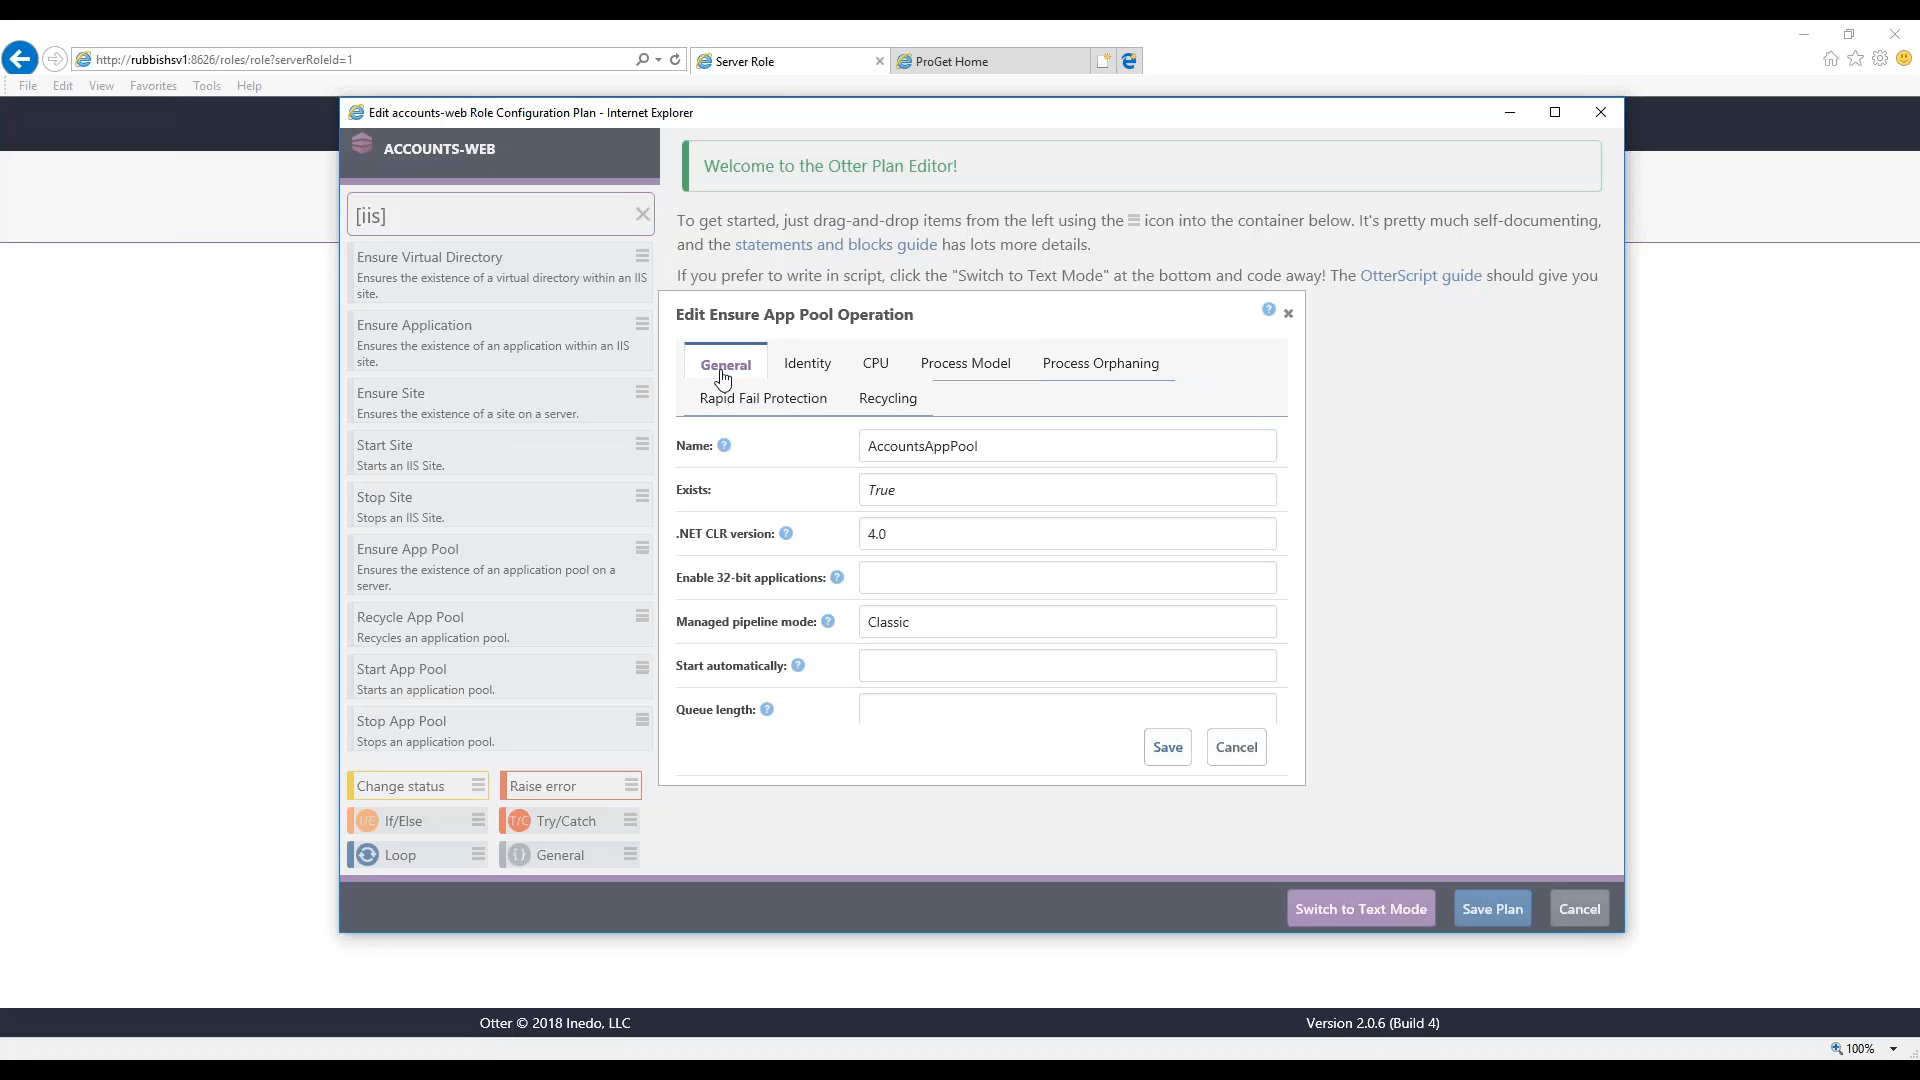 http://rubbishsv1:8626/roles/role?serverRoleId=1
Server Role
ProGet Home
File Edit View Favorites Tools Help
Edit accounts-web Role Configuration Plan - Internet Explorer
ACCOUNTS-WEB
[iis]
Ensure Virtual Directory
Ensures the existence of a virtual directory within an IIS
site.
Ensure Application
Ensures the existence of an application within an IIS
site.
Ensure Site
Ensures the existence of a site on a server.
Start Site
Starts an IIS Site.
Stop Site
Stops an IIS Site.
Ensure App Pool
Ensures the existence of an application pool on a
server.
Recycle App Pool
Recycles an application pool.
Start App Pool
Starts an application pool.
Stop App Pool
Stops an application pool.
Change status
Raise error
I/E If/Else
T/C Try/Catch
Loop
{} General
Welcome to the Otter Plan Editor!
To get started, just drag-and-drop items from the left using the icon into the container below. It's pretty much self-documenting,
and the statements and blocks guide has lots more details.
If you prefer to write in script, click the "Switch to Text Mode" at the bottom and code away! The OtterScript guide should give you
Edit Ensure App Pool Operation
General Identity CPU Process Model Process Orphaning
Rapid Fail Protection Recycling
Name: ? AccountsAppPool
Exists: True
.NET CLR version: ? 4.0
Enable 32-bit applications: ?
Managed pipeline mode: ? Classic
Start automatically: ?
Queue length: ?
Save Cancel
Switch to Text Mode Save Plan Cancel
Otter © 2018 Inedo, LLC
Version 2.0.6 (Build 4)
100%